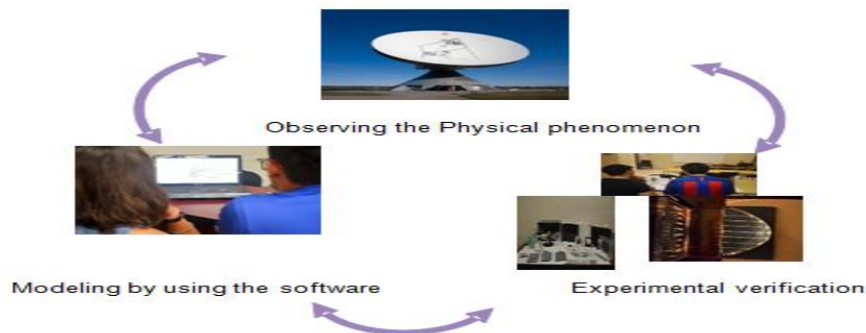 Observing the Physical phenomenon
Modeling by using the software
Experimental verification